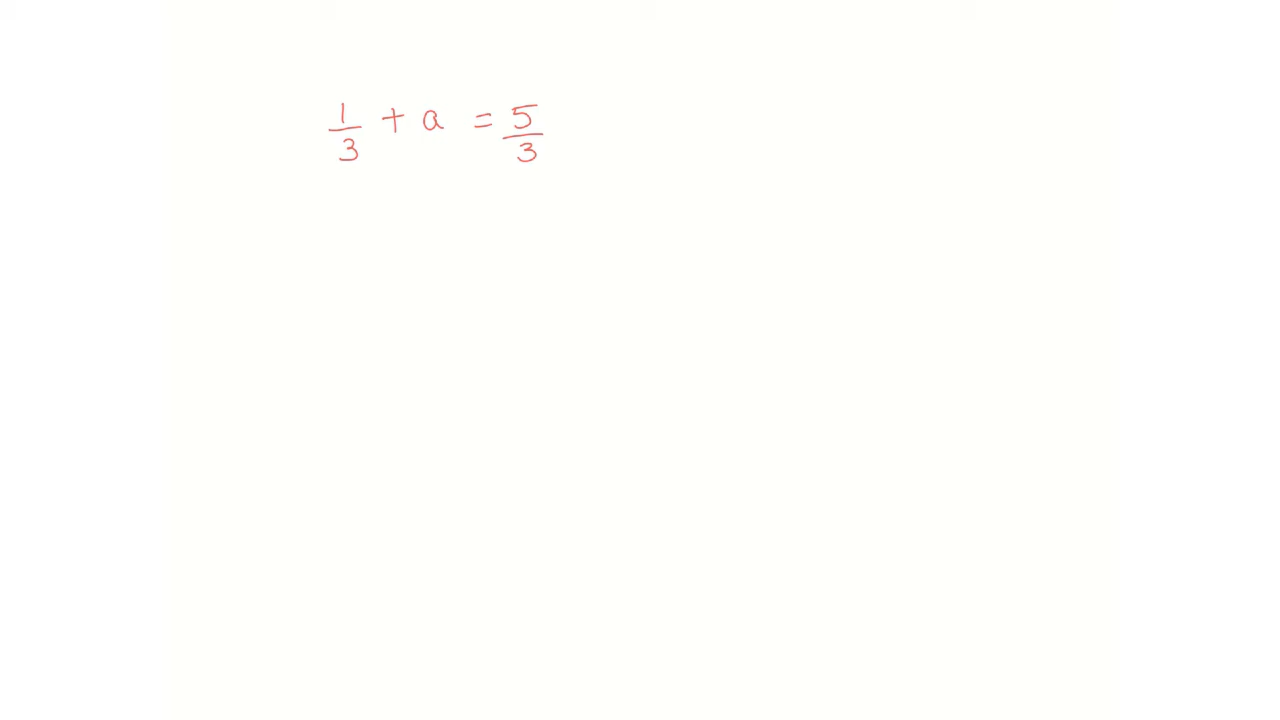 1/3 + a = 5/3